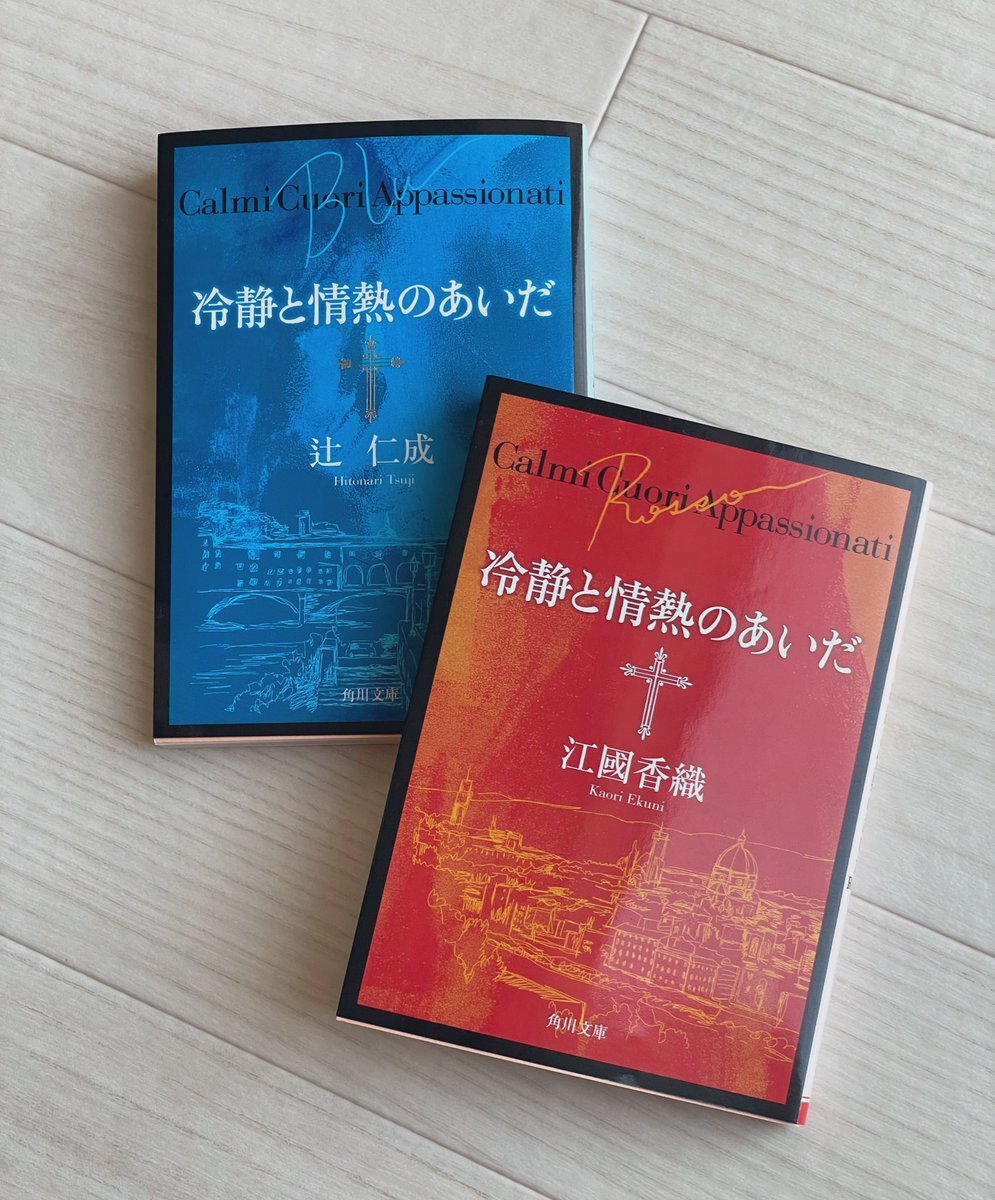 Blu
Calmi Cuori Appassionati
冷静と情熱のあいだ
辻 仁成
Hitonari Tsuji
角川文庫
Rosso
Calmi Cuori Appassionati
冷静と情熱のあいだ
江國香織
Kaori Ekuni
角川文庫